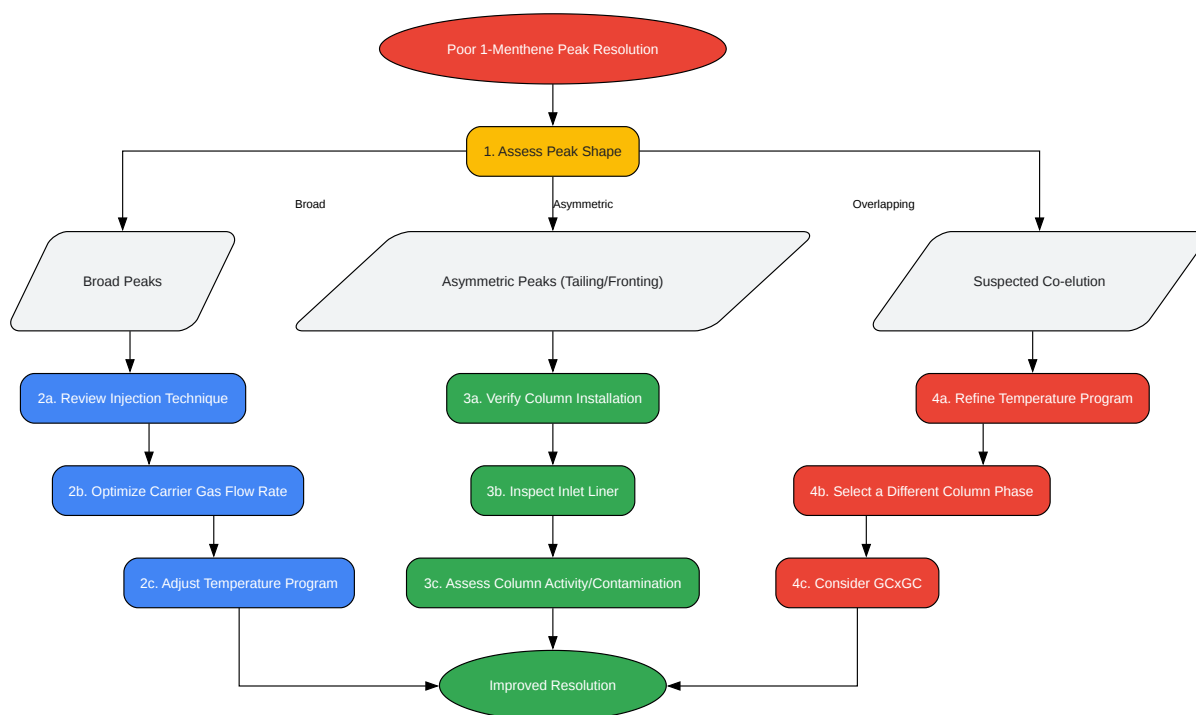 Poor 1-Menthene Peak Resolution
1. Assess Peak Shape
Broad
Asymmetric
Overlapping
Broad Peaks
Asymmetric Peaks (Tailing/Fronting)
Suspected Co-elution
2a. Review Injection Technique
3a. Verify Column Installation
4a. Refine Temperature Program
2b. Optimize Carrier Gas Flow Rate
3b. Inspect Inlet Liner
4b. Select a Different Column Phase
2c. Adjust Temperature Program
3c. Assess Column Activity/Contamination
4c. Consider GCxGC
Improved Resolution